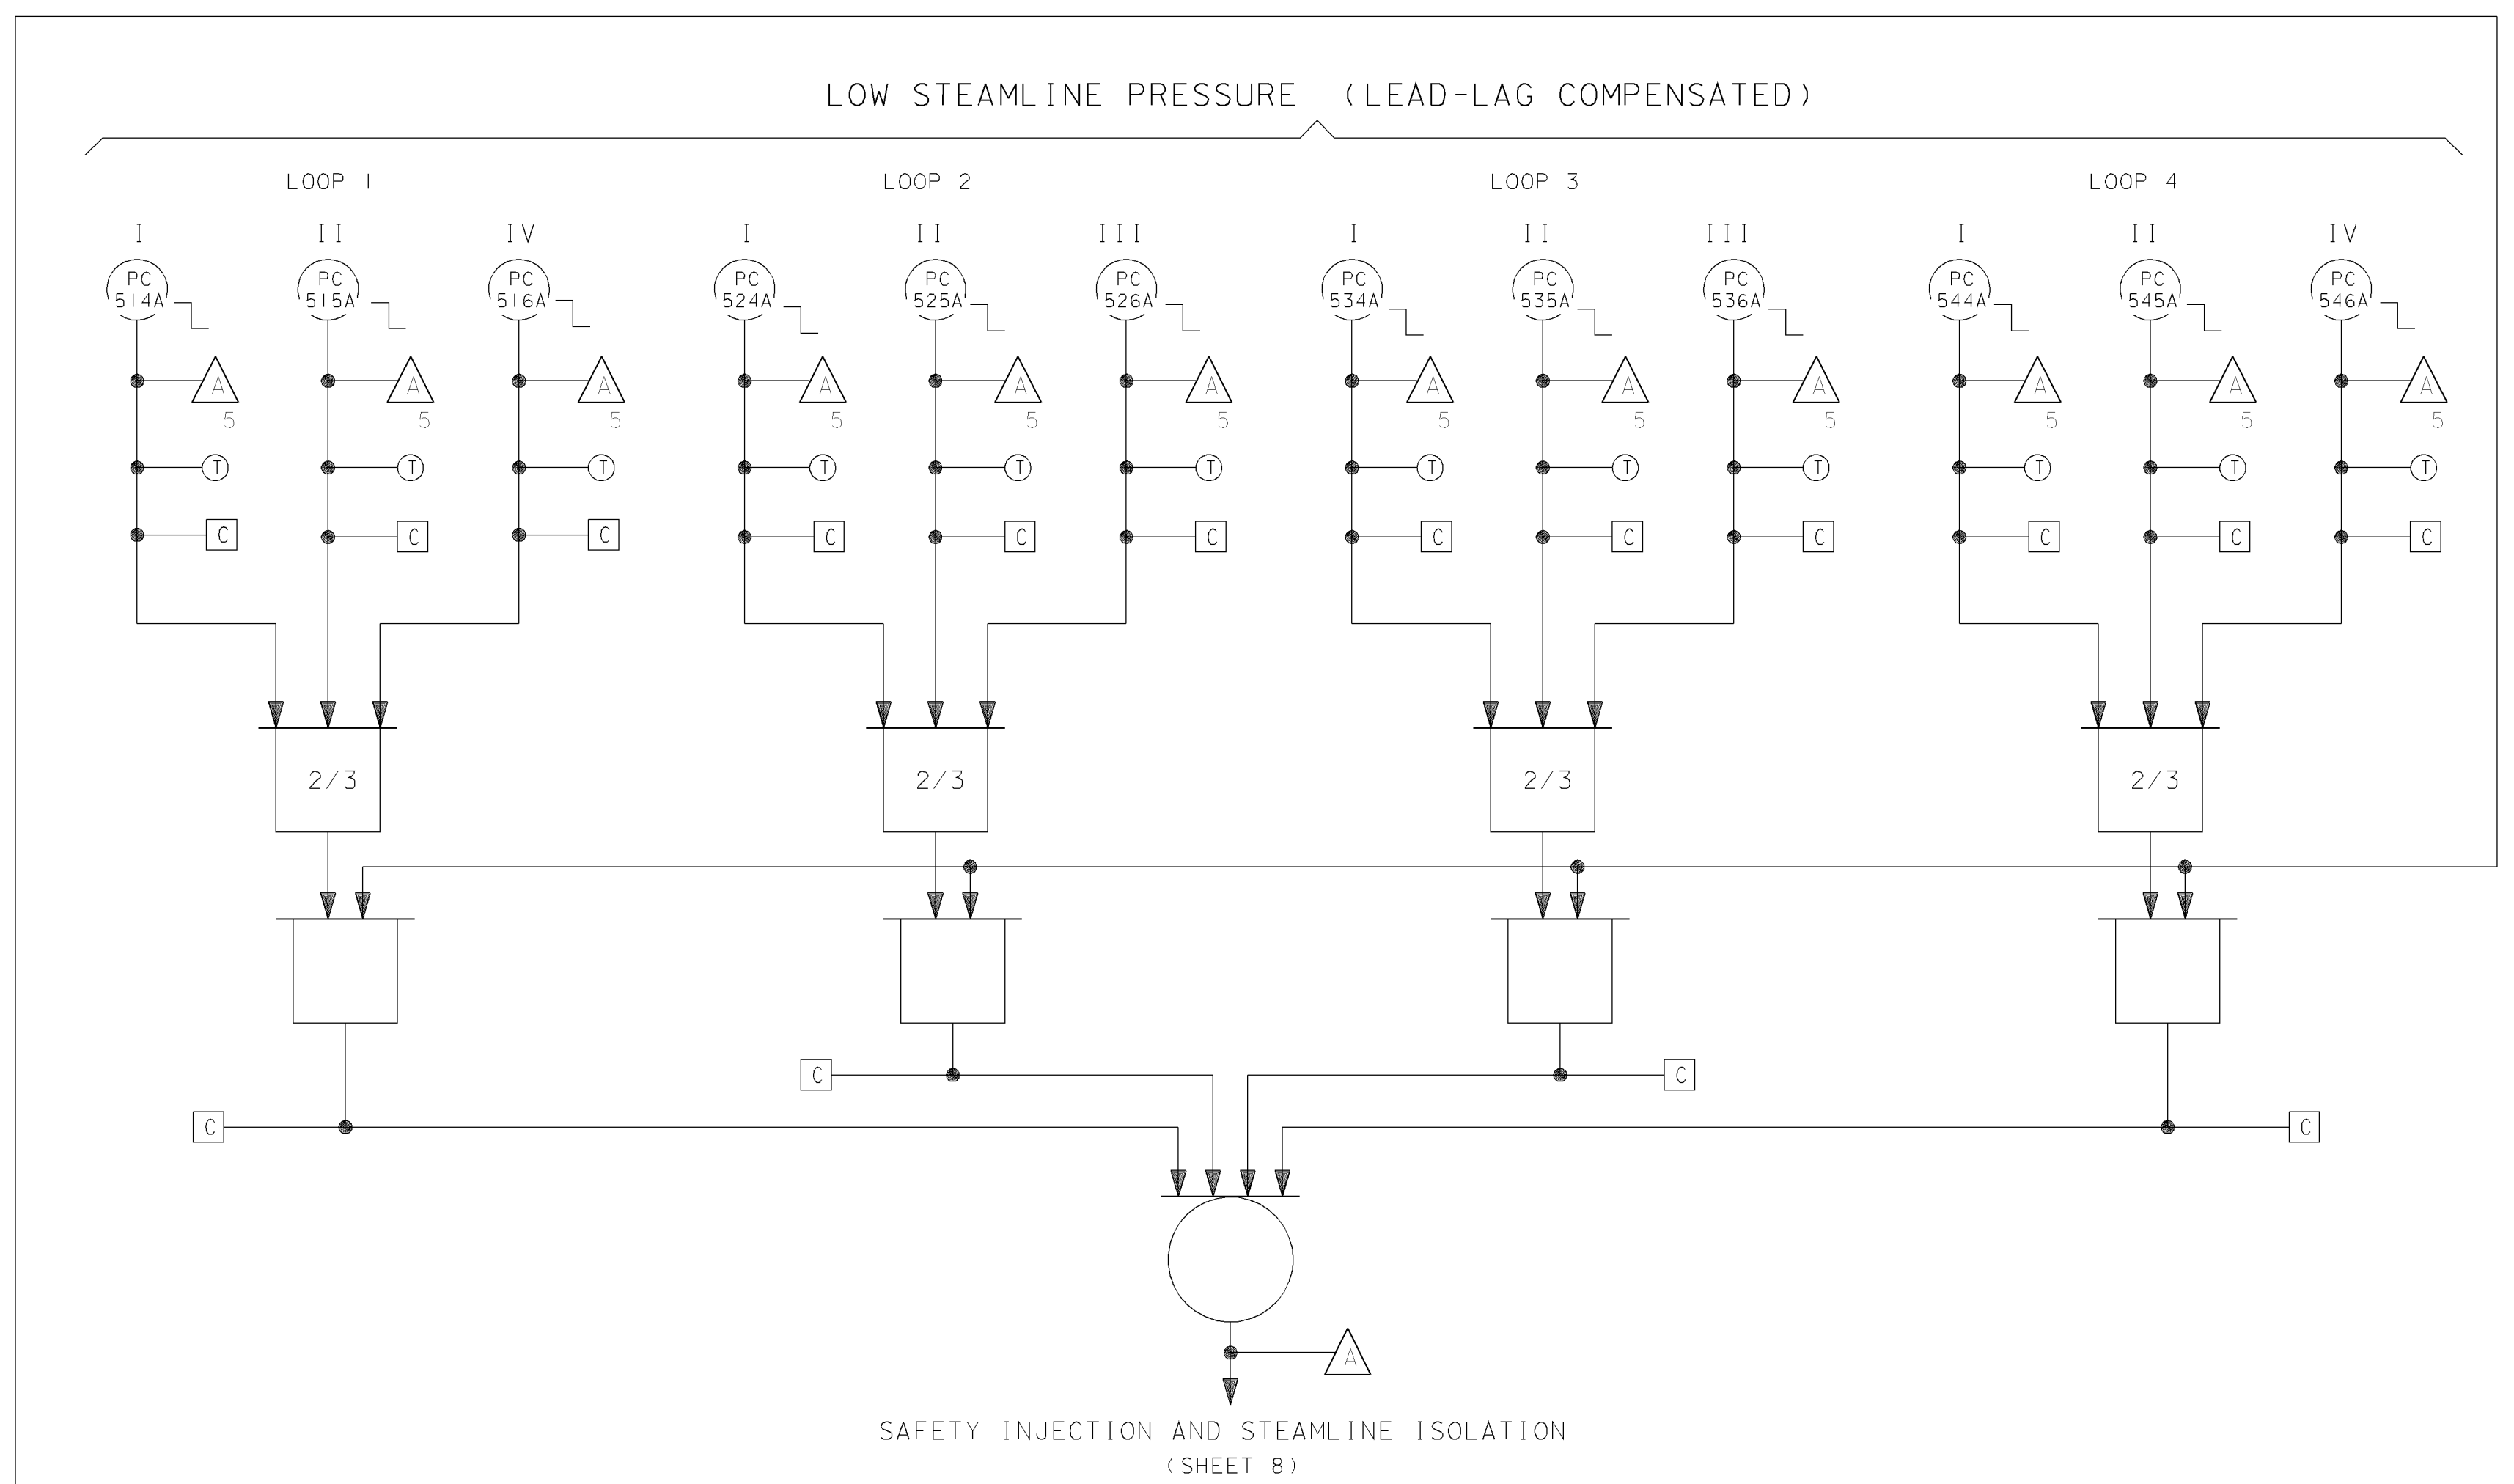 LOW STEAMLINE PRESSURE (LEAD-LAG COMPENSATED)
LOOP 1 LOOP 2 LOOP 3 LOOP 4
I II IV I II III I II III I II IV
PC PC PC PC PC PC PC PC PC PC PC PC
514A 515A 516A 524A 525A 526A 534A 535A 536A 544A 545A 546A
A A A A A A A A A A A A
5 5 5 5 5 5 5 5 5 5 5 5
T T T T T T T T T T T T
C C C C C C C C C C C C
2/3 2/3 2/3 2/3
C C
C C
A
SAFETY INJECTION AND STEAMLINE ISOLATION
(SHEET 8)